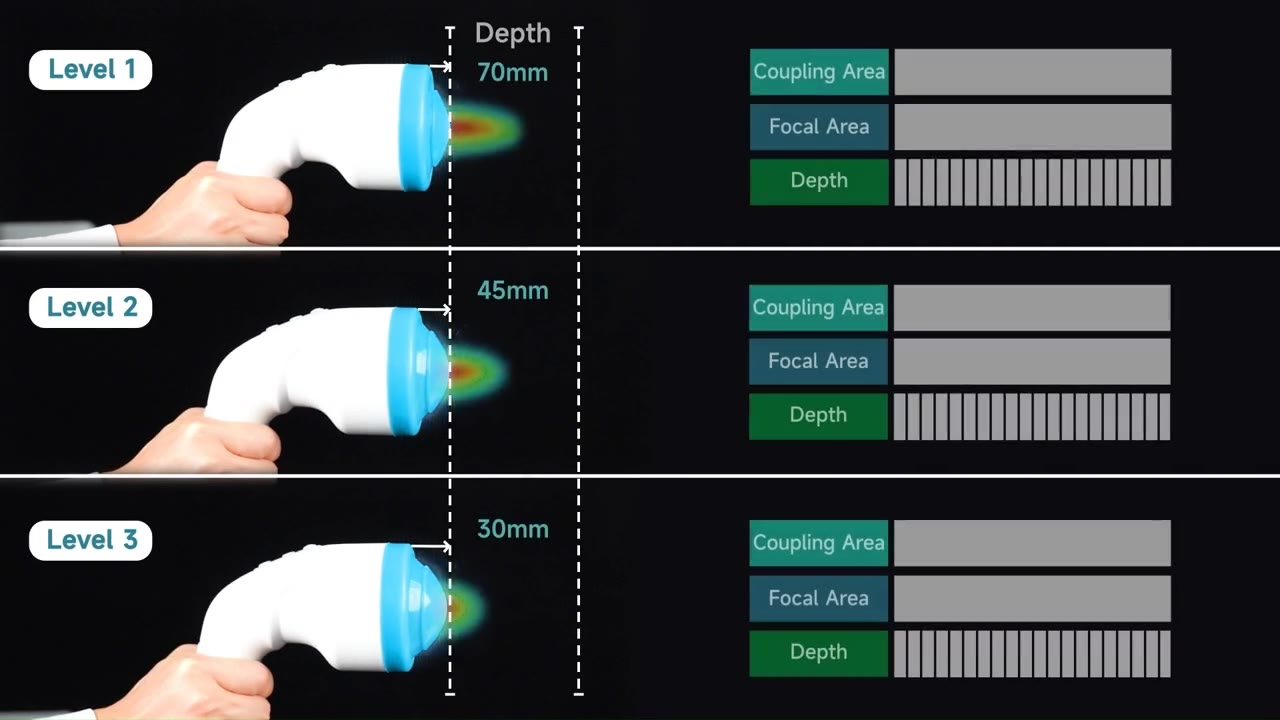 Depth
Level 1
70mm
Coupling Area
Focal Area
Depth
Level 2
45mm
Coupling Area
Focal Area
Depth
Level 3
30mm
Coupling Area
Focal Area
Depth